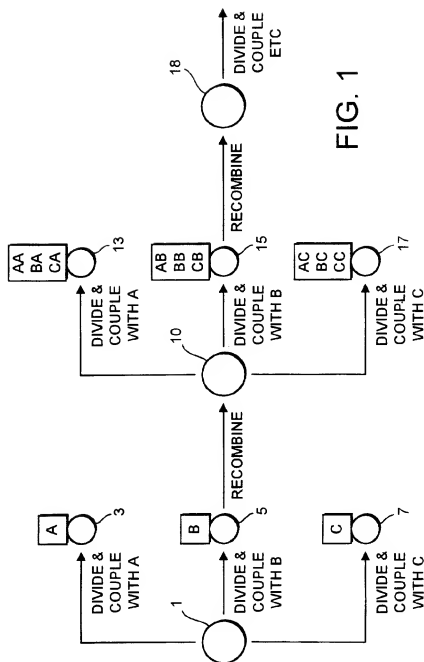 1
DIVIDE &
COUPLE
WITH A
A
3
DIVIDE &
COUPLE
WITH B
B
5
DIVIDE &
COUPLE
WITH C
C
7
RECOMBINE
10
DIVIDE &
COUPLE
WITH A
AA
BA
CA
13
DIVIDE &
COUPLE
WITH B
AB
BB
CB
15
DIVIDE &
COUPLE
WITH C
AC
BC
CC
17
RECOMBINE
18
DIVIDE &
COUPLE
ETC
FIG. 1